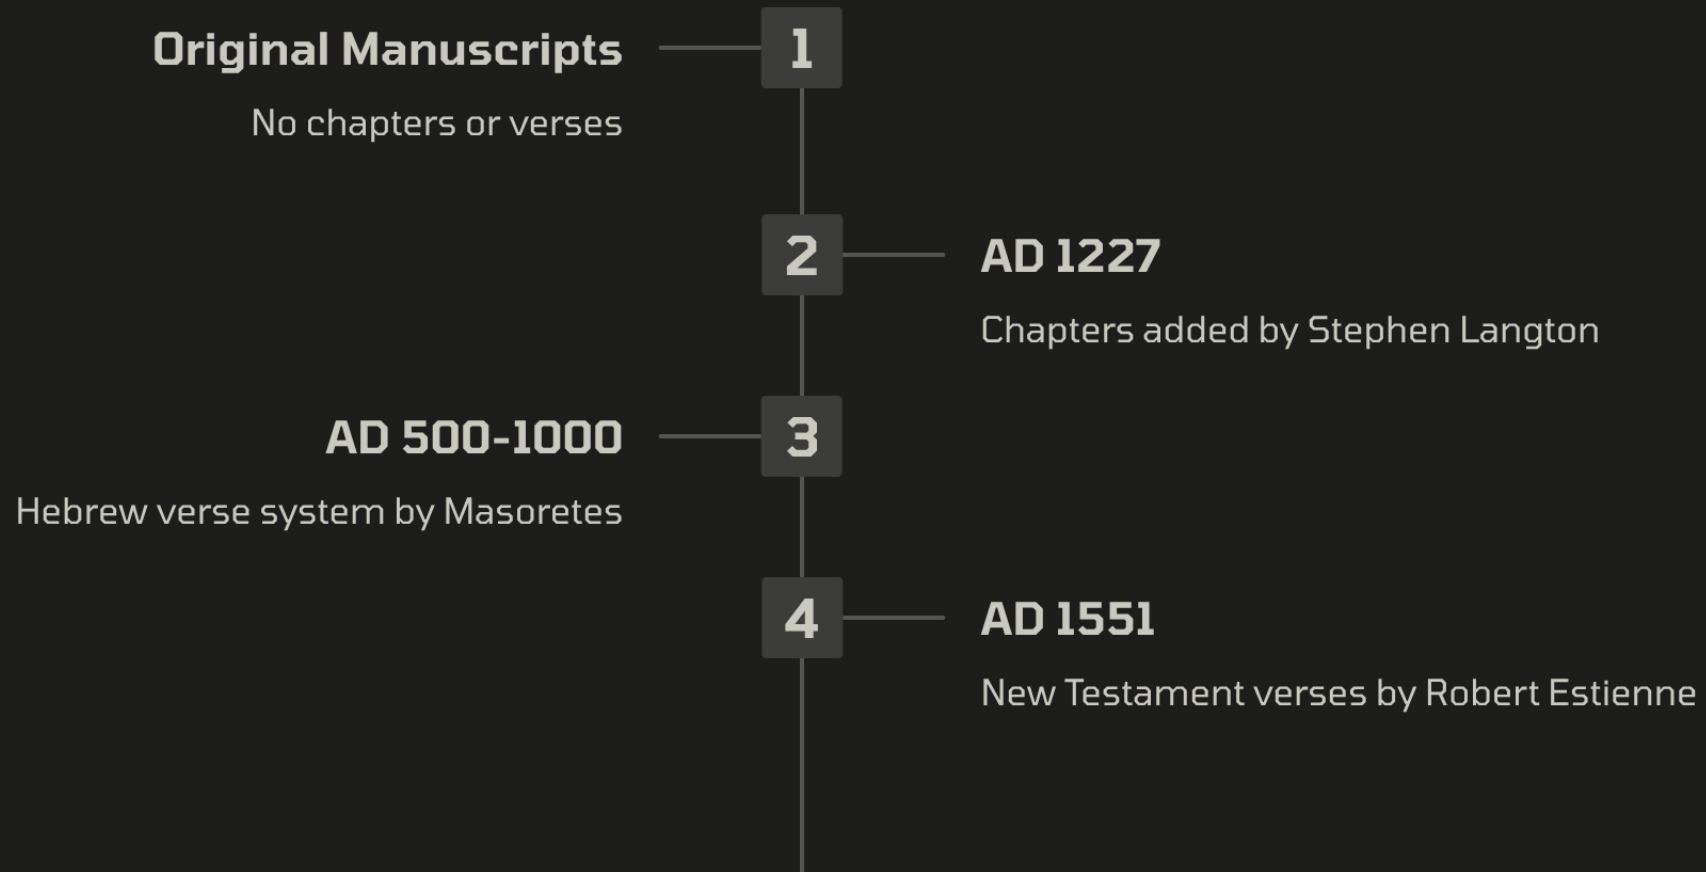 Original Manuscripts
1
No chapters or verses
2
AD 1227
Chapters added by Stephen Langton
AD 500-1000
3
Hebrew verse system by Masoretes
4
AD 1551
New Testament verses by Robert Estienne